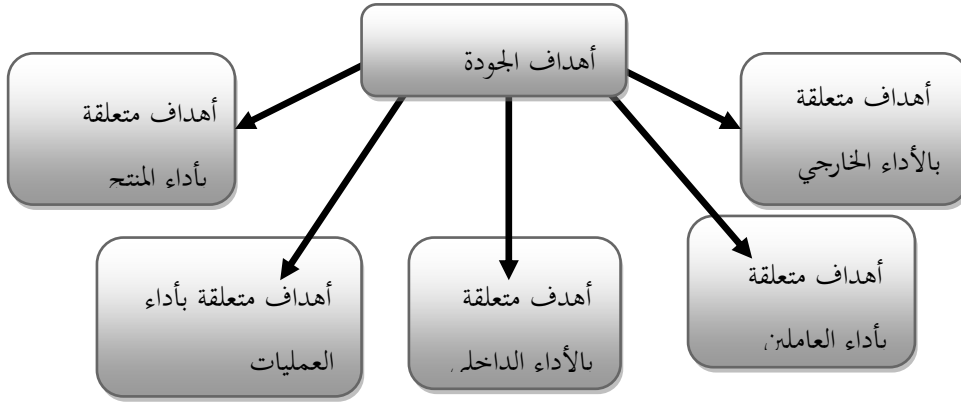 أهداف الجودة
أهداف متعلقة
بالأداء الخارجي
أهداف متعلقة
بأداء المنتج
أهداف متعلقة
بأداء العاملين
أهدف متعلقة
بالأداء الداخلي
أهداف متعلقة بأداء
العمليات